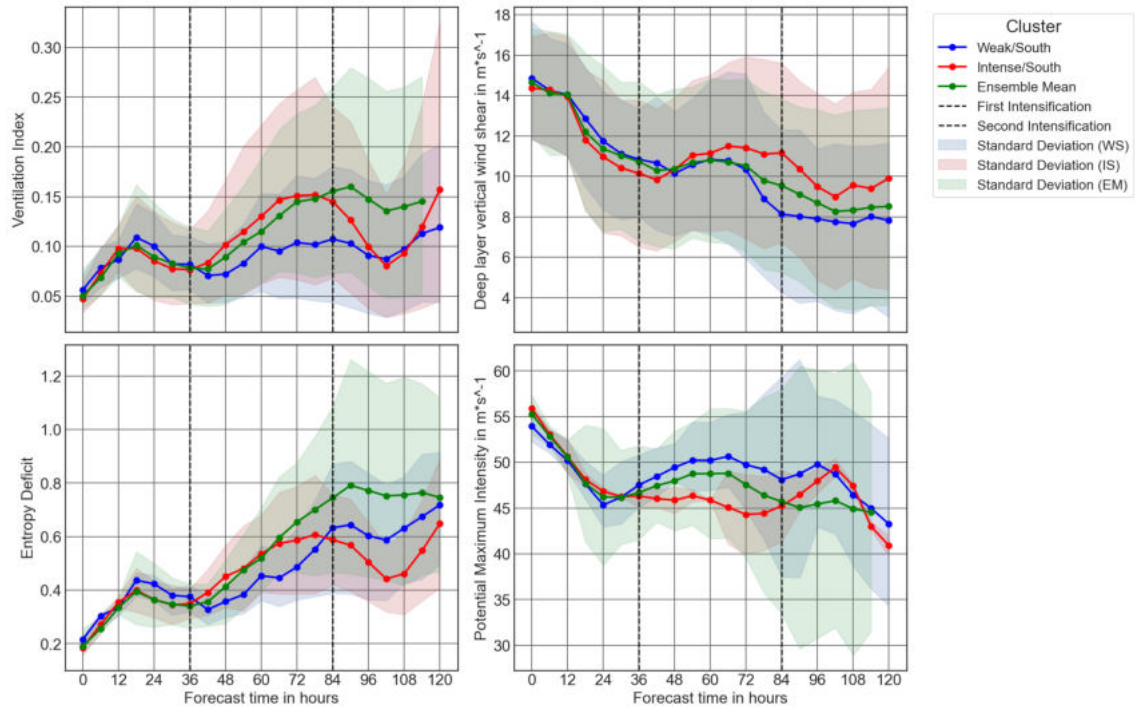 Ventilation Index
0.30
0.25
0.20
0.15
0.10
0.05
0 12 24 36 48 60 72 84 96 108 120
Deep layer vertical wind shear in m*s^-1
18
16
14
12
10
8
6
4
0 12 24 36 48 60 72 84 96 108 120
Cluster
Weak/South
Intense/South
Ensemble Mean
First Intensification
Second Intensification
Standard Deviation (WS)
Standard Deviation (IS)
Standard Deviation (EM)
Entropy Deficit
1.2
1.0
0.8
0.6
0.4
0.2
0 12 24 36 48 60 72 84 96 108 120
Forecast time in hours
Potential Maximum Intensity in m*s^-1
60
55
50
45
40
35
30
0 12 24 36 48 60 72 84 96 108 120
Forecast time in hours